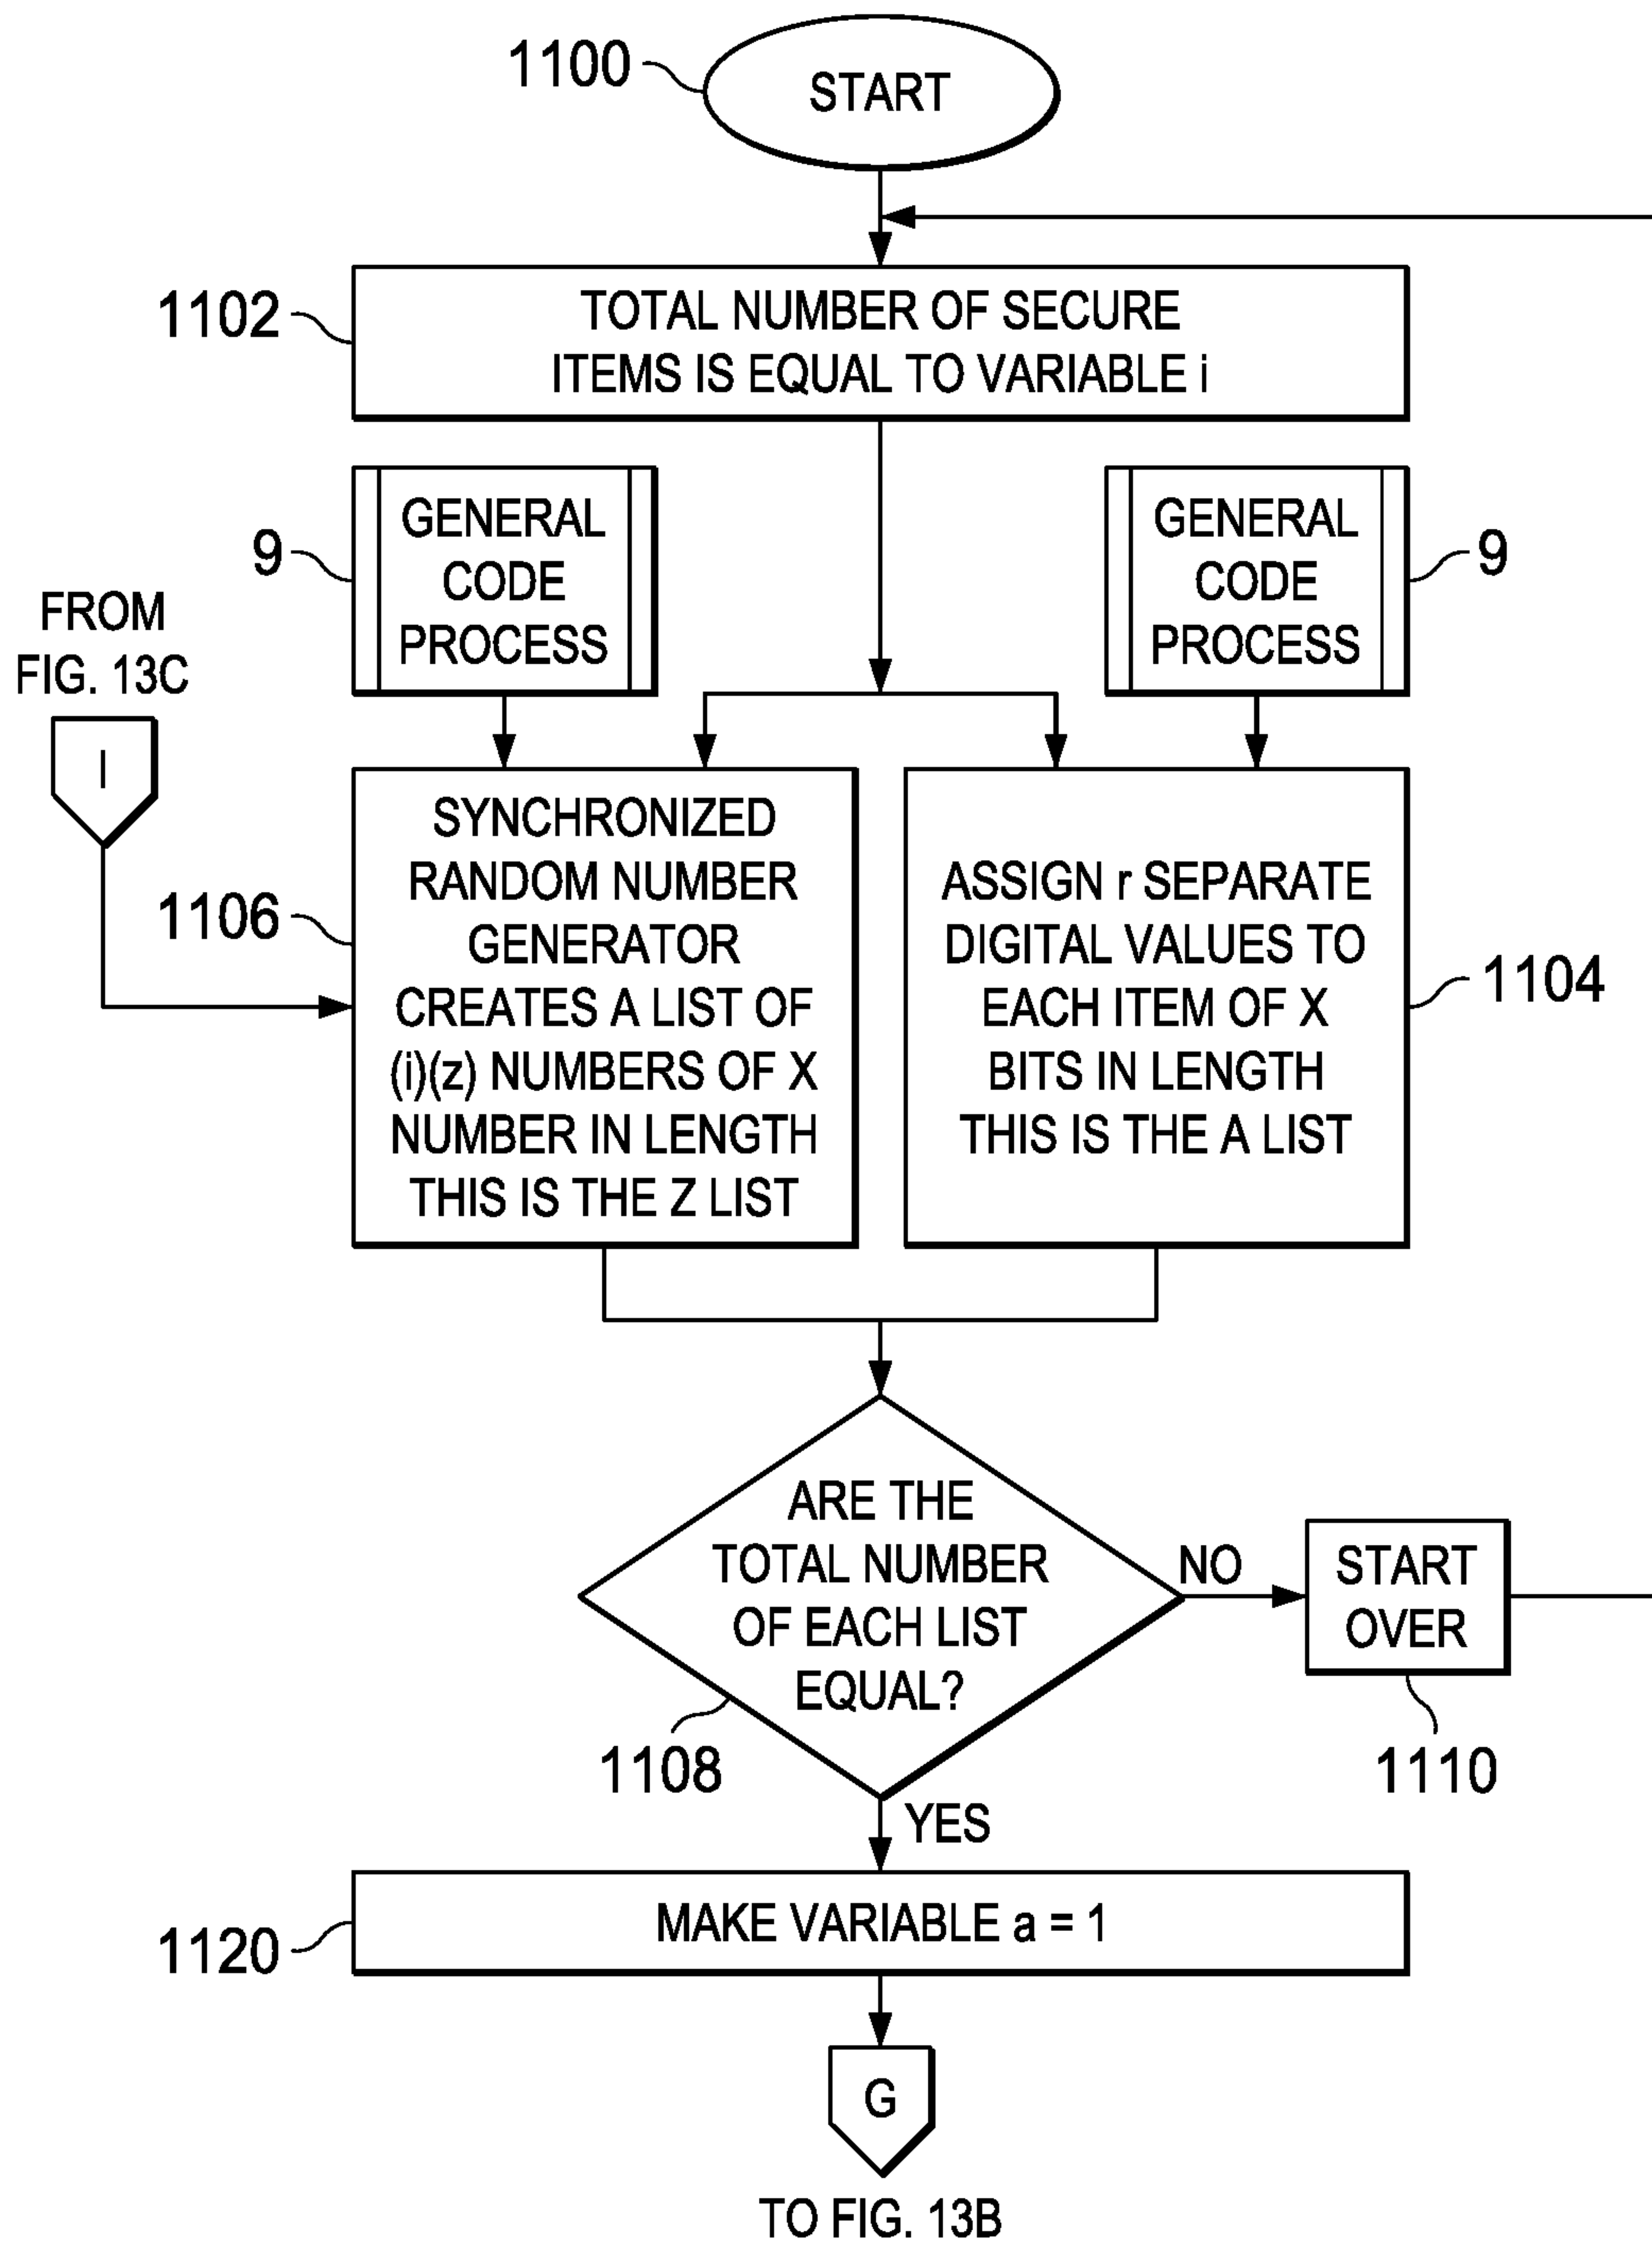 1100
START
1102
TOTAL NUMBER OF SECURE
ITEMS IS EQUAL TO VARIABLE i
9
GENERAL
CODE
PROCESS
GENERAL
CODE
PROCESS
9
FROM
FIG. 13C
I
1106
SYNCHRONIZED
RANDOM NUMBER
GENERATOR
CREATES A LIST OF
(i)(z) NUMBERS OF X
NUMBER IN LENGTH
THIS IS THE Z LIST
ASSIGN r SEPARATE
DIGITAL VALUES TO
EACH ITEM OF X
BITS IN LENGTH
THIS IS THE A LIST
1104
ARE THE
TOTAL NUMBER
OF EACH LIST
EQUAL?
1108
NO
START
OVER
1110
YES
1120
MAKE VARIABLE a = 1
G
TO FIG. 13B